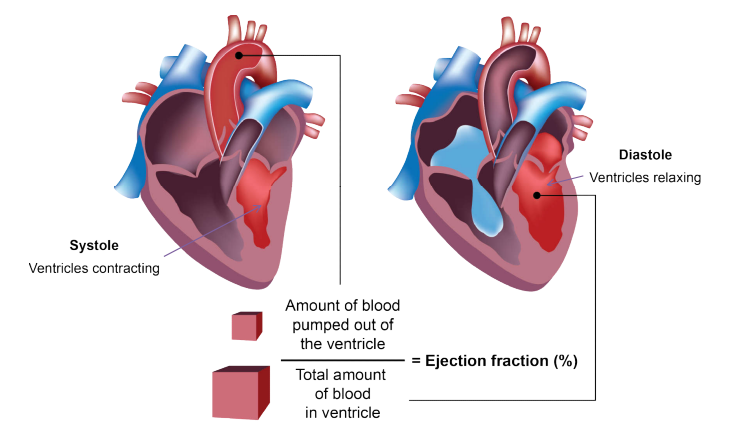 Diastole
Ventricles relaxing
Systole
Ventricles contracting
Amount of blood
pumped out of
the ventricle
= Ejection fraction (%)
Total amount
of blood
in ventricle